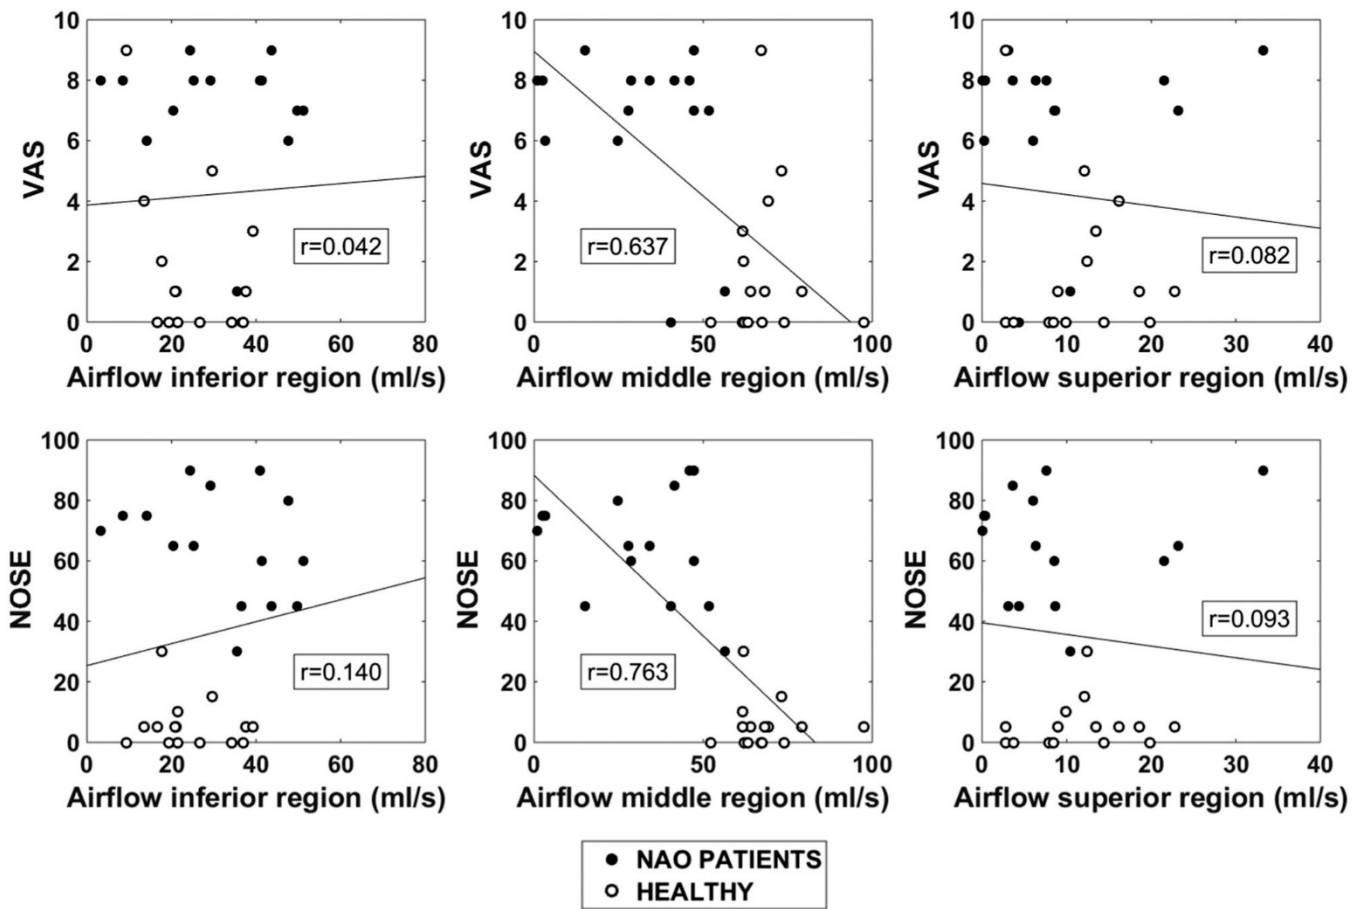 10
8
6
4
2
0
VAS
r=0.042
0 20 40 60 80
Airflow inferior region (ml/s)
10
8
6
4
2
0
VAS
r=0.637
0 50 100
Airflow middle region (ml/s)
10
8
6
4
2
0
VAS
r=0.082
0 10 20 30 40
Airflow superior region (ml/s)
100
80
60
40
20
0
NOSE
r=0.140
0 20 40 60 80
Airflow inferior region (ml/s)
100
80
60
40
20
0
NOSE
r=0.763
0 50 100
Airflow middle region (ml/s)
100
80
60
40
20
0
NOSE
r=0.093
0 10 20 30 40
Airflow superior region (ml/s)
NAO PATIENTS
HEALTHY